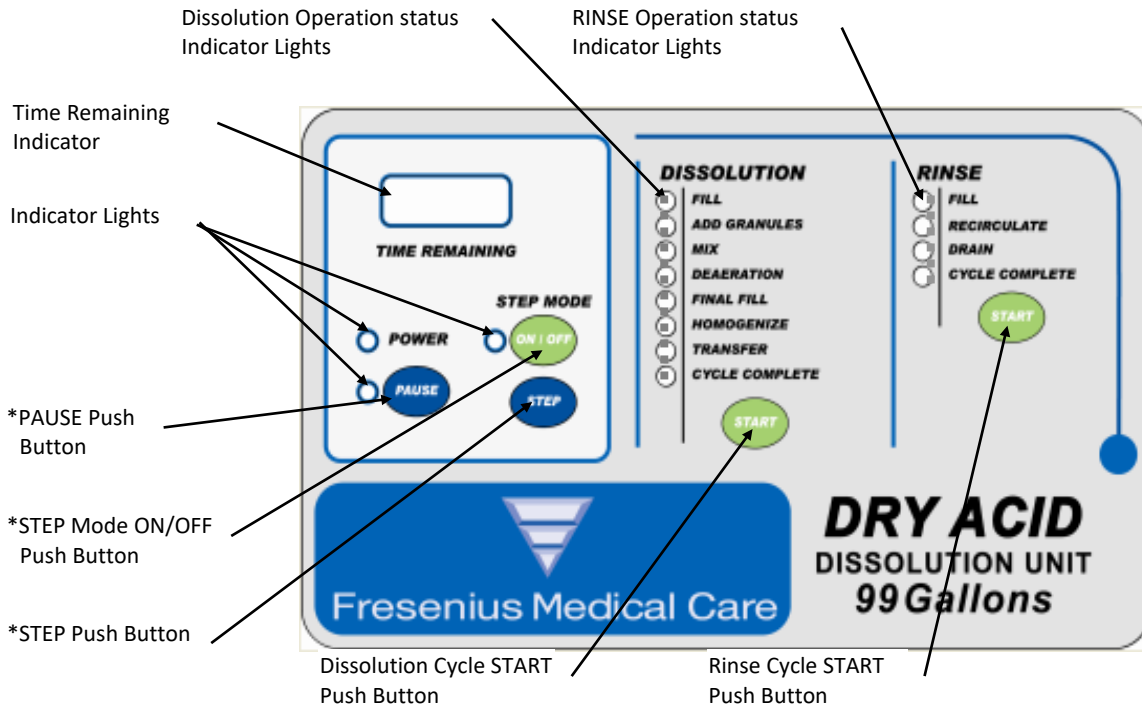 Dissolution Operation status
Indicator Lights
RINSE Operation status
Indicator Lights
Time Remaining
Indicator
Indicator Lights
*PAUSE Push
Button
*STEP Mode ON/OFF
Push Button
*STEP Push Button
TIME REMAINING
STEP MODE
POWER
ON | OFF
PAUSE
STEP
DISSOLUTION
FILL
ADD GRANULES
MIX
DEAERATION
FINAL FILL
HOMOGENIZE
TRANSFER
CYCLE COMPLETE
START
RINSE
FILL
RECIRCULATE
DRAIN
CYCLE COMPLETE
START
Fresenius Medical Care
DRY ACID
DISSOLUTION UNIT
99 Gallons
Dissolution Cycle START
Push Button
Rinse Cycle START
Push Button